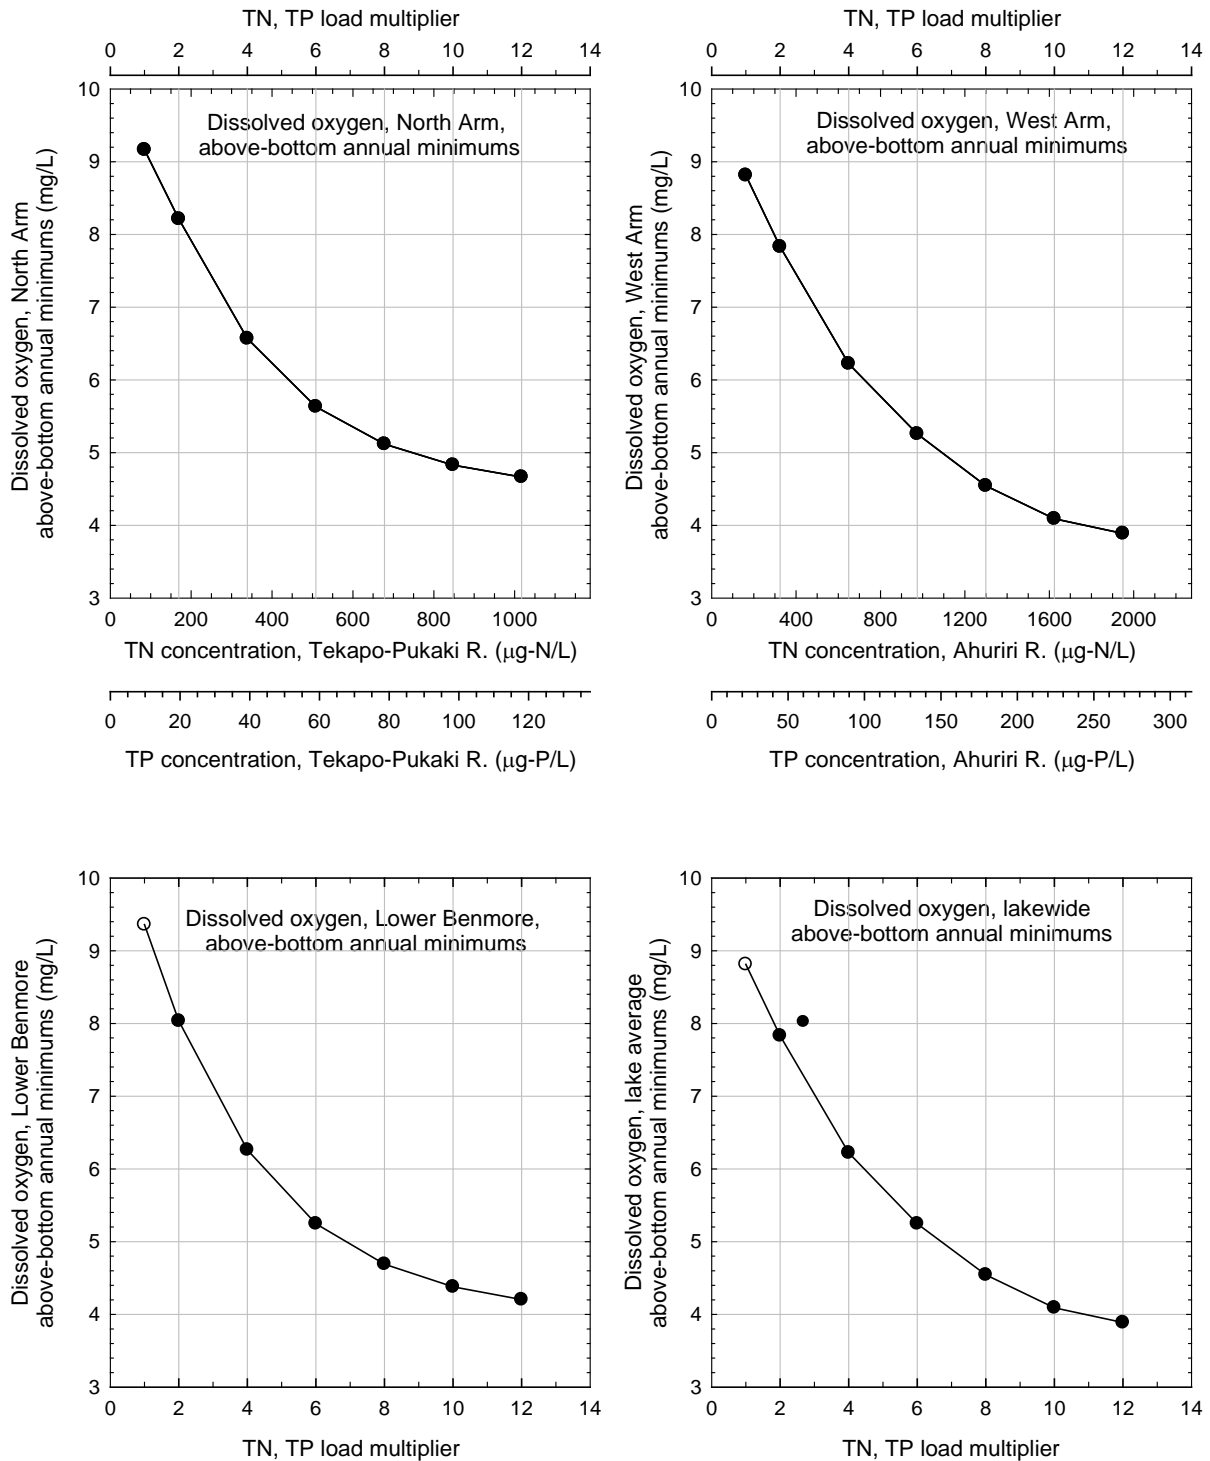 TN, TP load multiplier
0 2 4 6 8 10 12 14
Dissolved oxygen, North Arm,
above-bottom annual minimums
10
9
8
7
6
5
4
3
Dissolved oxygen, North Arm
above-bottom annual minimums (mg/L)
0 200 400 600 800 1000
TN concentration, Tekapo-Pukaki R. (μg-N/L)
0 20 40 60 80 100 120
TP concentration, Tekapo-Pukaki R. (μg-P/L)
TN, TP load multiplier
0 2 4 6 8 10 12 14
Dissolved oxygen, West Arm,
above-bottom annual minimums
10
9
8
7
6
5
4
3
Dissolved oxygen, West Arm
above-bottom annual minimums (mg/L)
0 400 800 1200 1600 2000
TN concentration, Ahuriri R. (μg-N/L)
0 50 100 150 200 250 300
TP concentration, Ahuriri R. (μg-P/L)
Dissolved oxygen, Lower Benmore,
above-bottom annual minimums
10
9
8
7
6
5
4
3
Dissolved oxygen, Lower Benmore
above-bottom annual minimums (mg/L)
0 2 4 6 8 10 12 14
TN, TP load multiplier
Dissolved oxygen, lakewide
above-bottom annual minimums
10
9
8
7
6
5
4
3
Dissolved oxygen, lake average
above-bottom annual minimums (mg/L)
0 2 4 6 8 10 12 14
TN, TP load multiplier